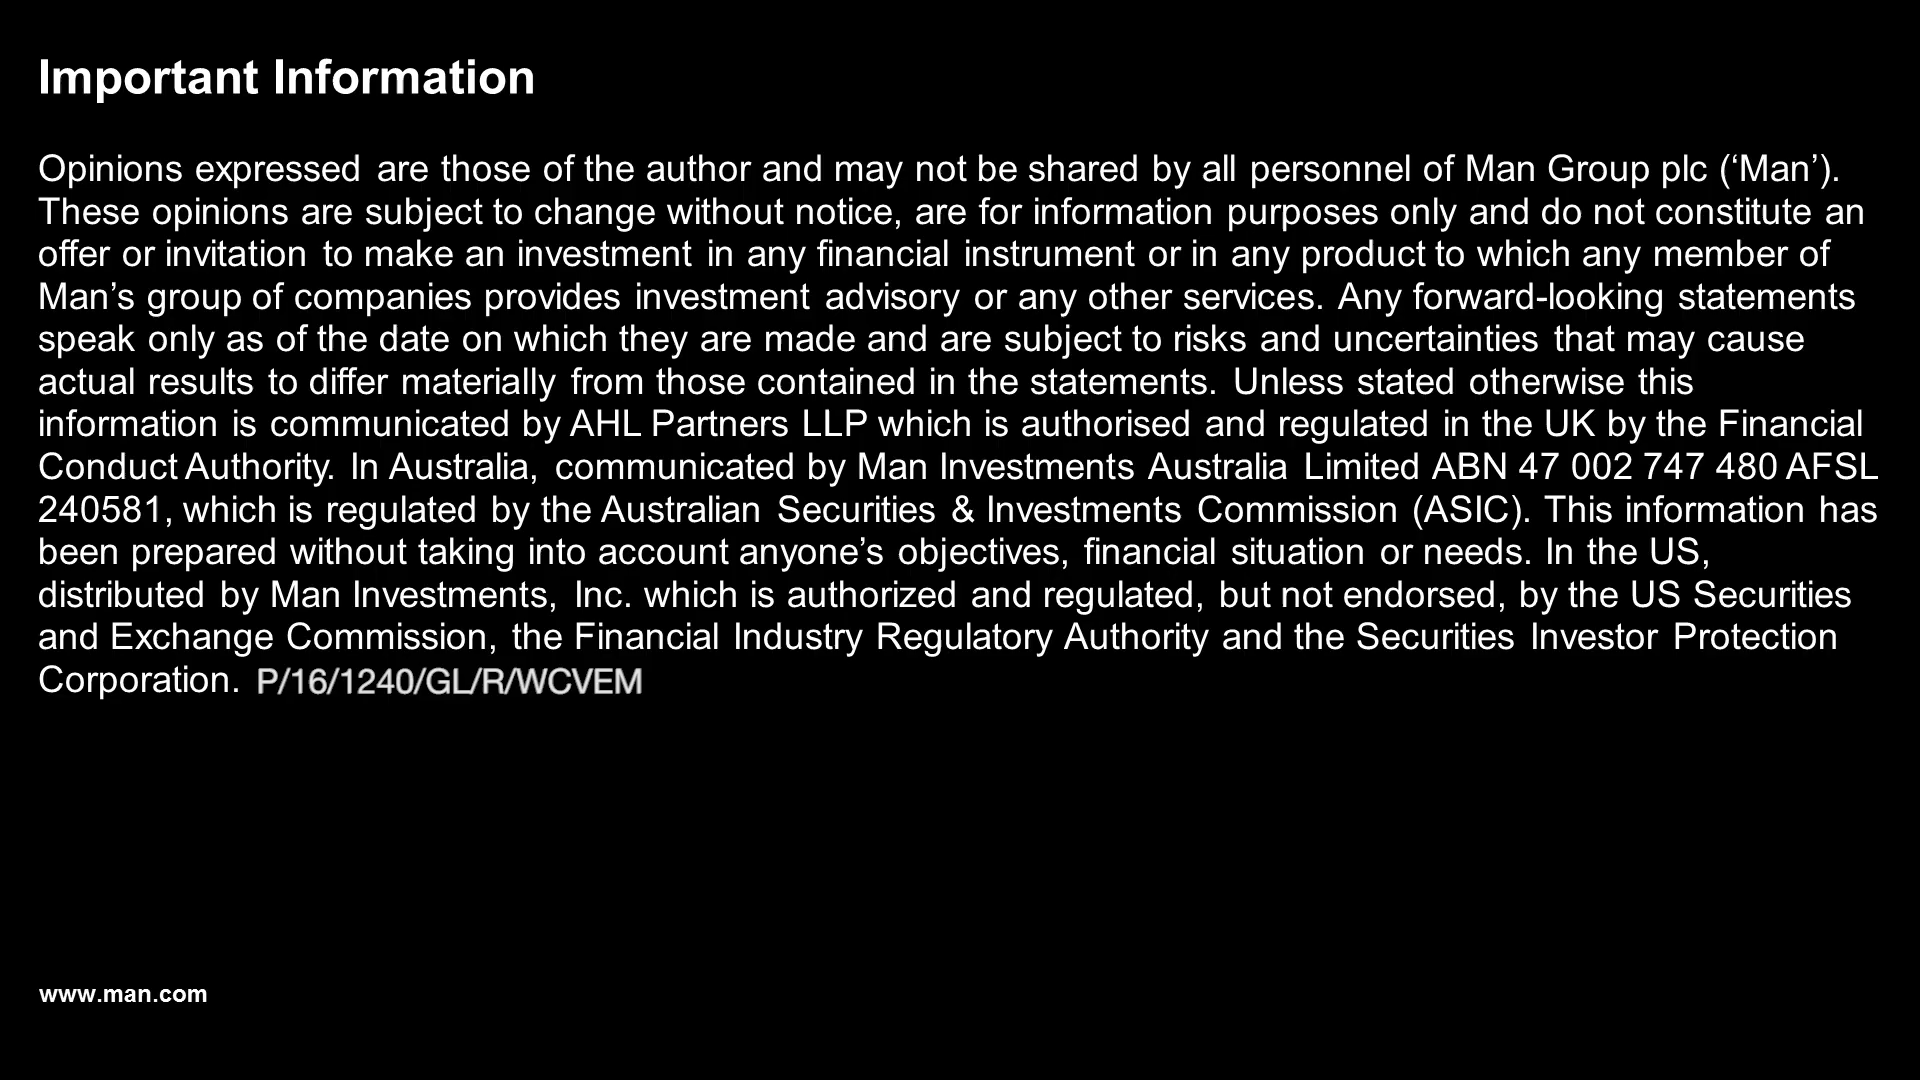 Important Information
Opinions expressed are those of the author and may not be shared by all personnel of Man Group plc (‘Man’).
These opinions are subject to change without notice, are for information purposes only and do not constitute an
offer or invitation to make an investment in any financial instrument or in any product to which any member of
Man’s group of companies provides investment advisory or any other services. Any forward-looking statements
speak only as of the date on which they are made and are subject to risks and uncertainties that may cause
actual results to differ materially from those contained in the statements. Unless stated otherwise this
information is communicated by AHL Partners LLP which is authorised and regulated in the UK by the Financial
Conduct Authority. In Australia, communicated by Man Investments Australia Limited ABN 47 002 747 480 AFSL
240581, which is regulated by the Australian Securities & Investments Commission (ASIC). This information has
been prepared without taking into account anyone’s objectives, financial situation or needs. In the US,
distributed by Man Investments, Inc. which is authorized and regulated, but not endorsed, by the US Securities
and Exchange Commission, the Financial Industry Regulatory Authority and the Securities Investor Protection
Corporation. P/16/1240/GL/R/WCVEM
www.man.com